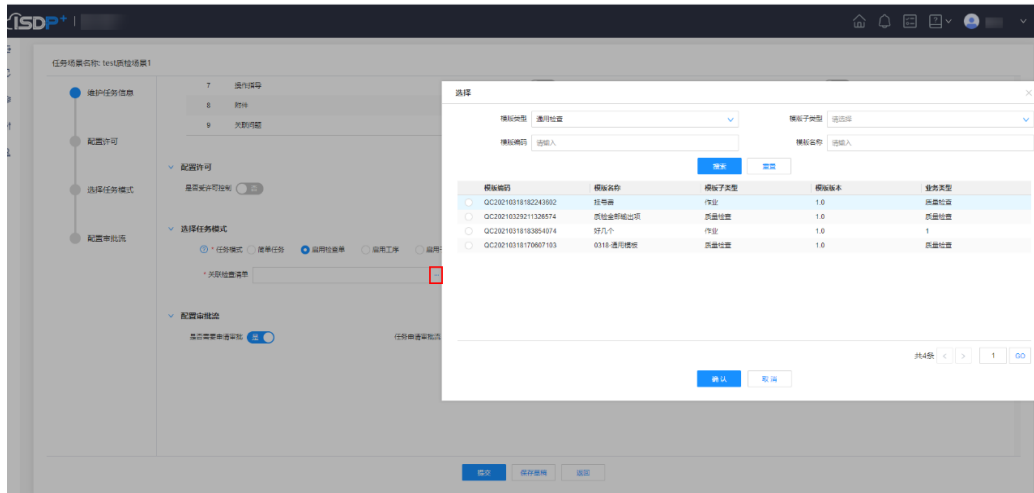 iSDP+ |
任务场景名称: test质检场景1
维护任务信息
配置许可
选择任务模式
配置审批流
7 操作指导
8 附件
9 关联问题
配置许可
是否受许可控制 否
选择任务模式
* 任务模式 简单任务 启用检查单 启用工序 启用
* 关联检查清单
配置审批流
是否需要申请审批 是 任务申请审批流
提交 保存草稿 返回
选择
模板类型 通用检查 模板子类型 请选择
模板编码 请输入 模板名称 请输入
搜索 重置
模板编码 模板名称 模板子类型 模板版本 业务类型
QC20210318182243602 括号器 作业 1.0 质量检查
QC20210329211326574 质检全部输出项 质量检查 1.0 质量检查
QC20210318183854074 好几个 作业 1.0 1
QC20210318170607103 0318-通用模板 质量检查 1.0 质量检查
共4条 < > 1 GO
确认 取消